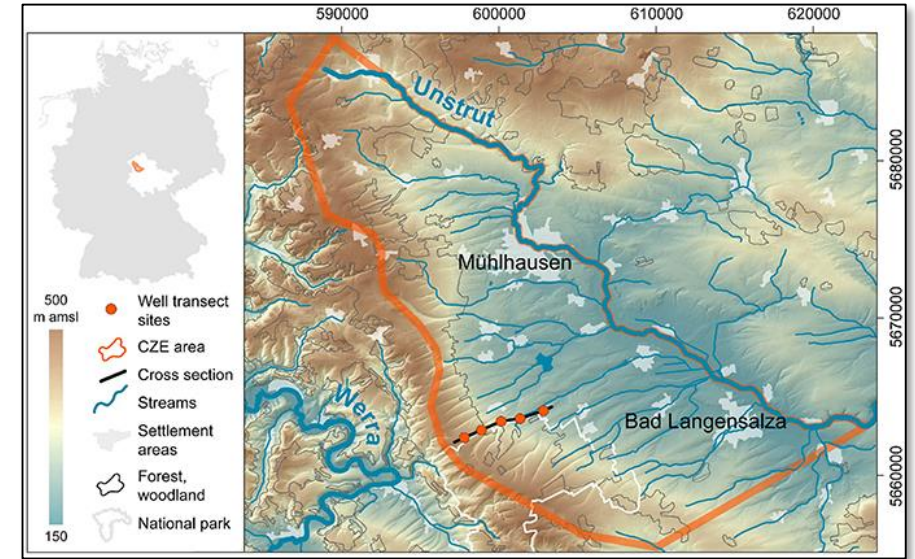 590000
600000
610000
620000
Unstrut
5680000
Mühlhausen
500
m amsl
Well transect
sites
CZE area
5670000
Cross section
Streams
Werra
Settlement
areas
Bad Langensalza
Forest,
woodland
5660000
National park
150